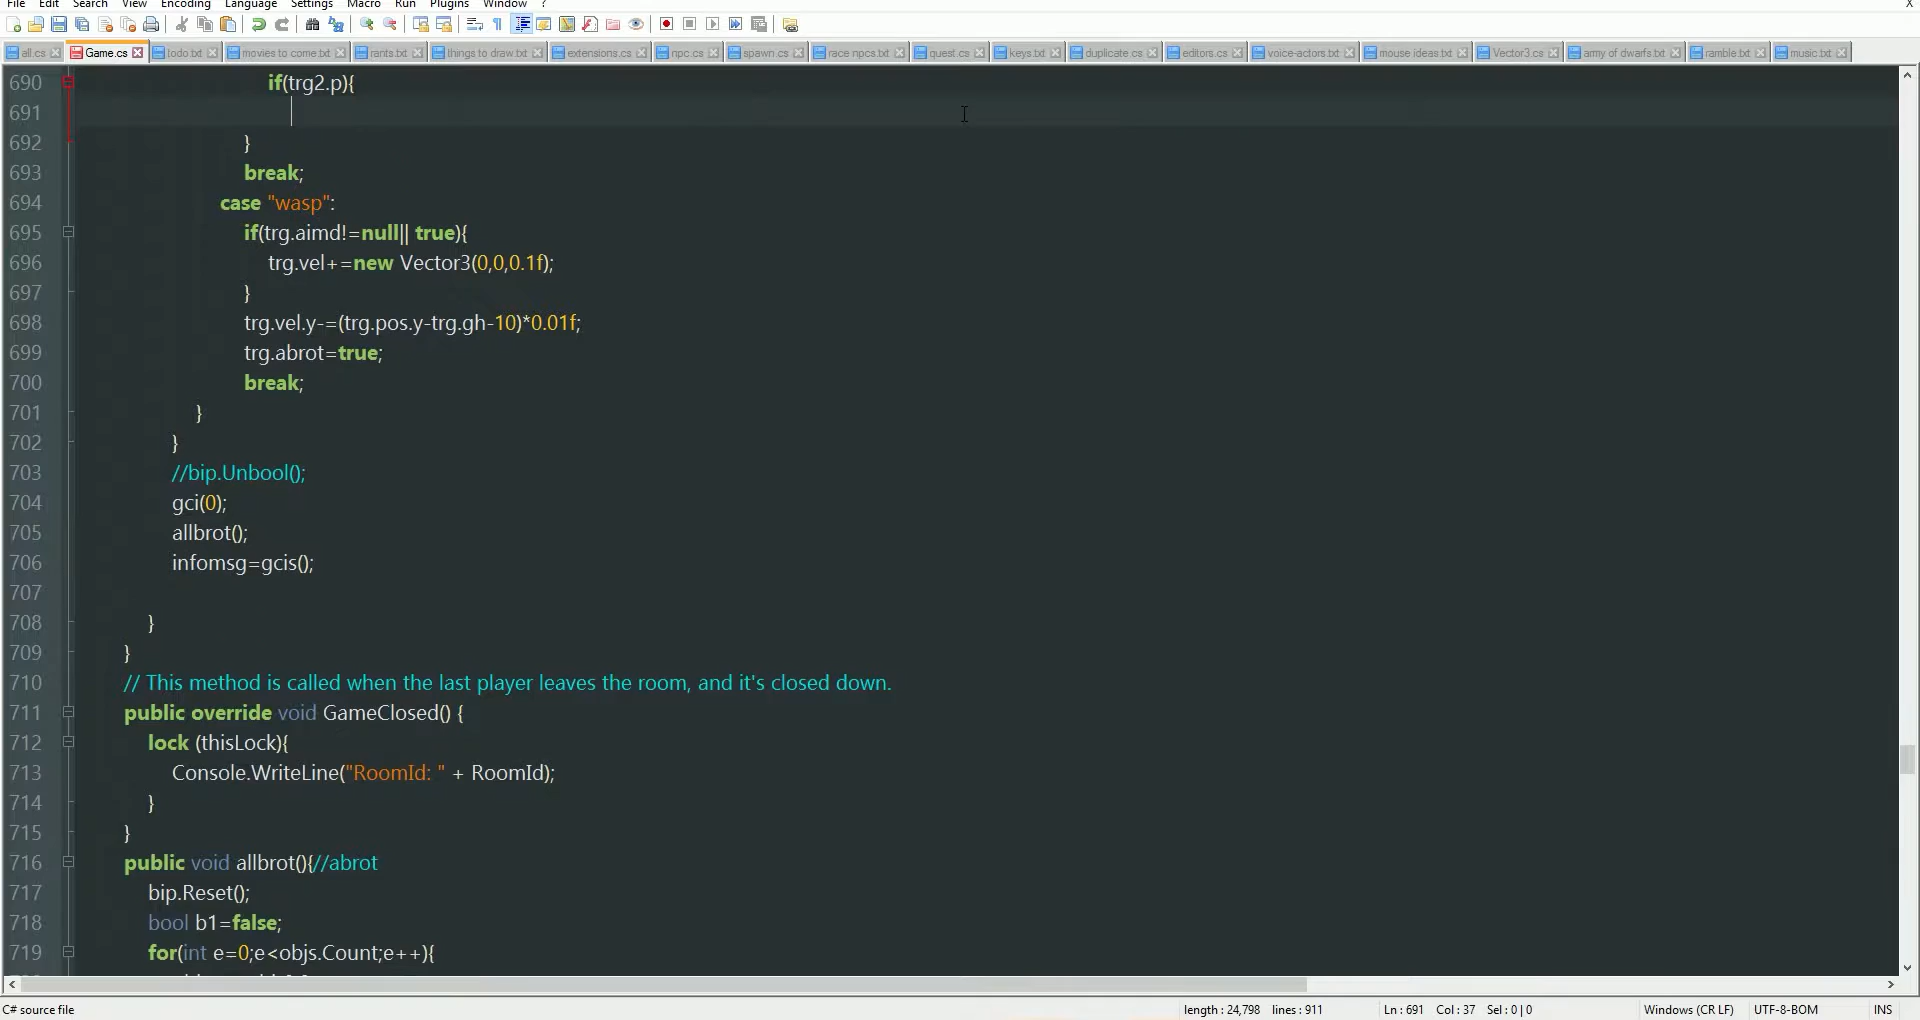 File Edit Search View Encoding Language Settings Macro Run Plugins Window ? X
all.cs Game.cs todo.txt movies to come.txt rants.txt things to draw.txt extensions.cs npc.cs spawn.cs race npcs.txt quest.cs keys.txt duplicate.cs editors.cs voice-actors.txt mouse ideas.txt Vector3.cs army of dwarfs.txt ramble.txt music.txt
690 if(trg2.p){
691
692 }
693 break;
694 case "wasp":
695 if(trg.aimd!=null|| true){
696 trg.vel+=new Vector3(0,0,0.1f);
697 }
698 trg.vel.y-=(trg.pos.y-trg.gh-10)*0.01f;
699 trg.abrot=true;
700 break;
701 }
702 }
703 //bip.Unbool();
704 gci(0);
705 allbrot();
706 infomsg=gcis();
707
708 }
709 }
710 // This method is called when the last player leaves the room, and it's closed down.
711 public override void GameClosed() {
712 lock (thisLock){
713 Console.WriteLine("RoomId: " + RoomId);
714 }
715 }
716 public void allbrot(){//abrot
717 bip.Reset();
718 bool b1=false;
719 for(int e=0;e<objs.Count;e++){
C# source file length : 24,798 lines : 911 Ln : 691 Col : 37 Sel : 0 | 0 Windows (CR LF) UTF-8-BOM INS